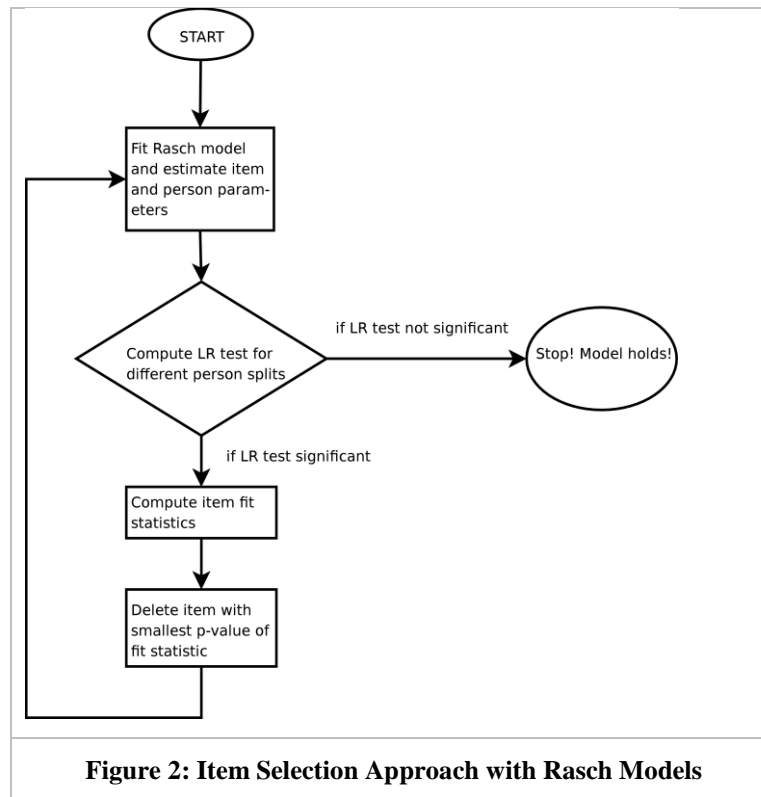 START
Fit Rasch model
and estimate item
and person param-
eters
if LR test not significant
Compute LR test for
different person splits
Stop! Model holds!
if LR test significant
Compute item fit
statistics
Delete item with
smallest p-value of
fit statistic
Figure 2: Item Selection Approach with Rasch Models